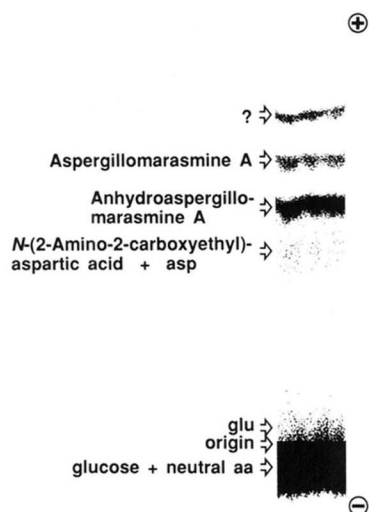 +
?
Aspergillomarasmine A
Anhydroaspergillo-
marasmine A
N-(2-Amino-2-carboxyethyl)-
aspartic acid + asp
glu
origin
glucose + neutral aa
−